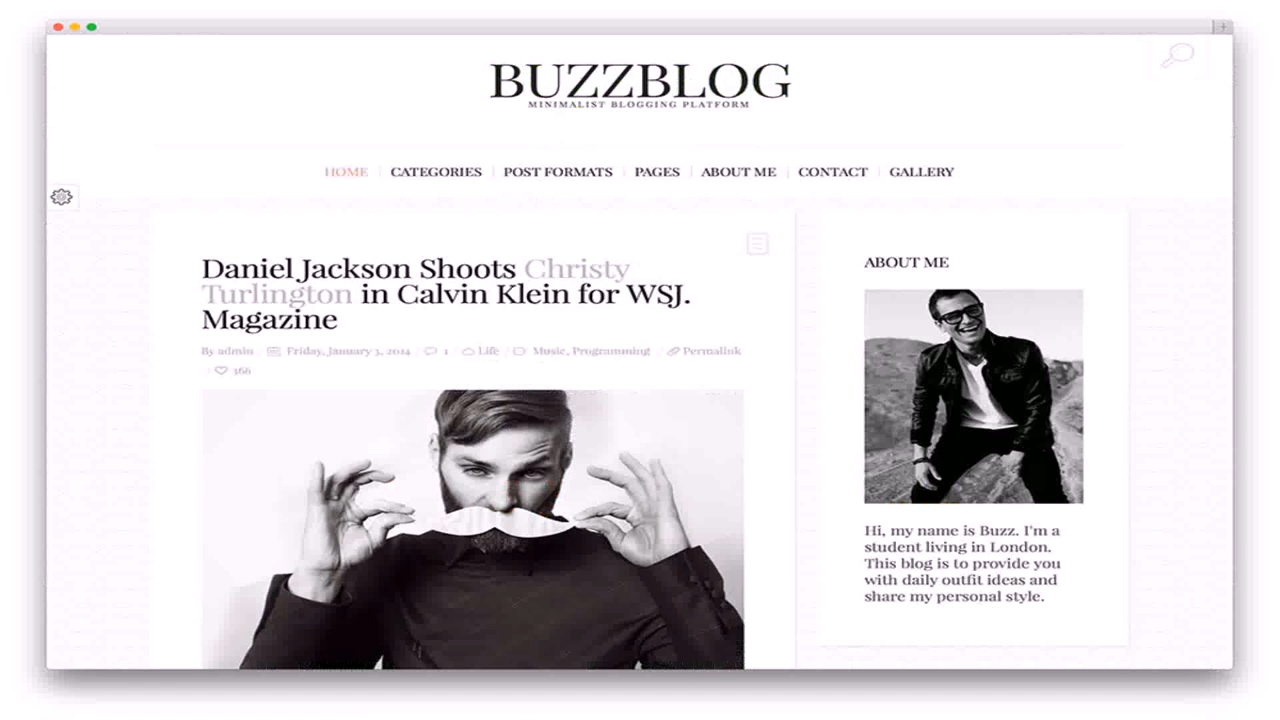 BUZZBLOG
MINIMALIST BLOGGING PLATFORM
HOME CATEGORIES POST FORMATS PAGES ABOUT ME CONTACT GALLERY
Daniel Jackson Shoots Christy
Turlington in Calvin Klein for WSJ.
Magazine
By admin Friday, January 3, 2014 1 Life Music, Programming Permalink
366
ABOUT ME
Hi, my name is Buzz. I'm a
student living in London.
This blog is to provide you
with daily outfit ideas and
share my personal style.